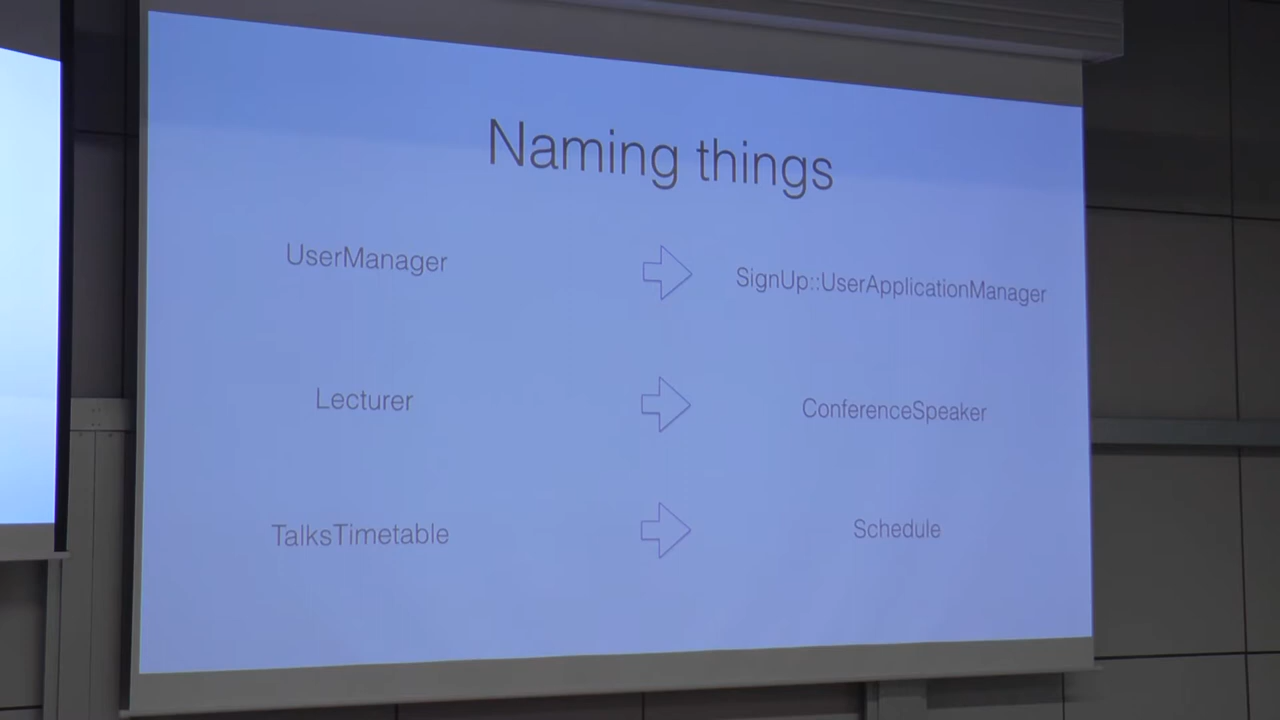 Naming things
UserManager
SignUp::UserApplicationManager
Lecturer
ConferenceSpeaker
TalksTimetable
Schedule